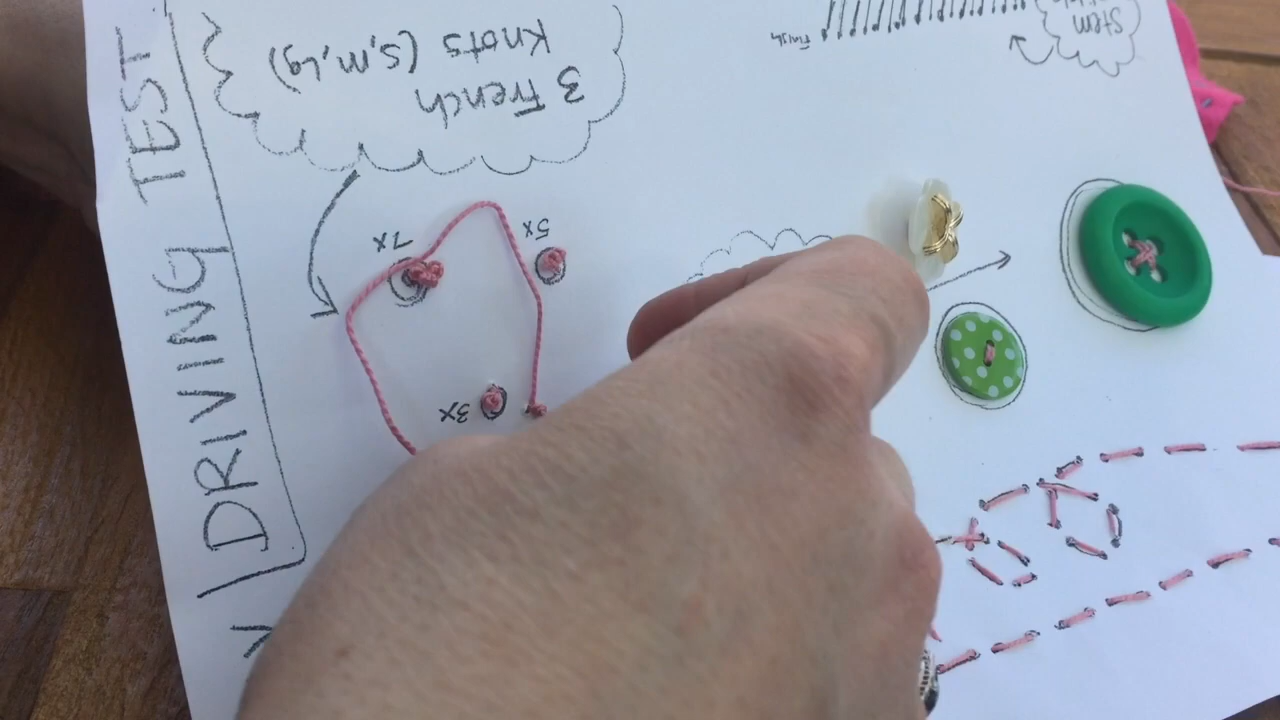 DRIVING TEST
3 French
Knots (S,M,Lg)
7x
5x
3x
Stem
Finish